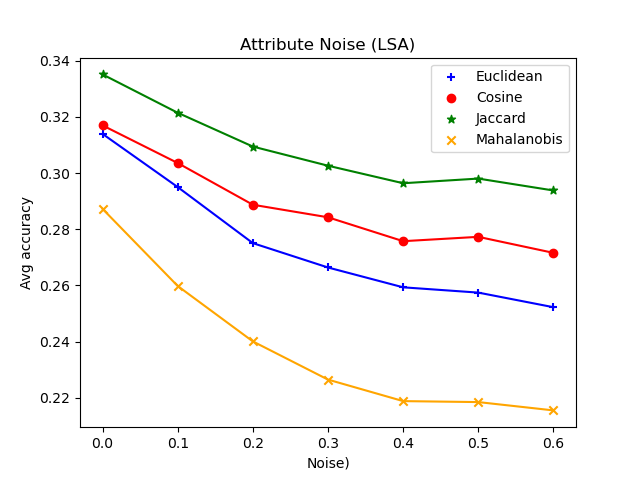 Attribute Noise (LSA)
0.34
0.32
0.30
0.28
0.26
0.24
0.22
Avg accuracy
Euclidean
Cosine
Jaccard
Mahalanobis
0.0 0.1 0.2 0.3 0.4 0.5 0.6
Noise)